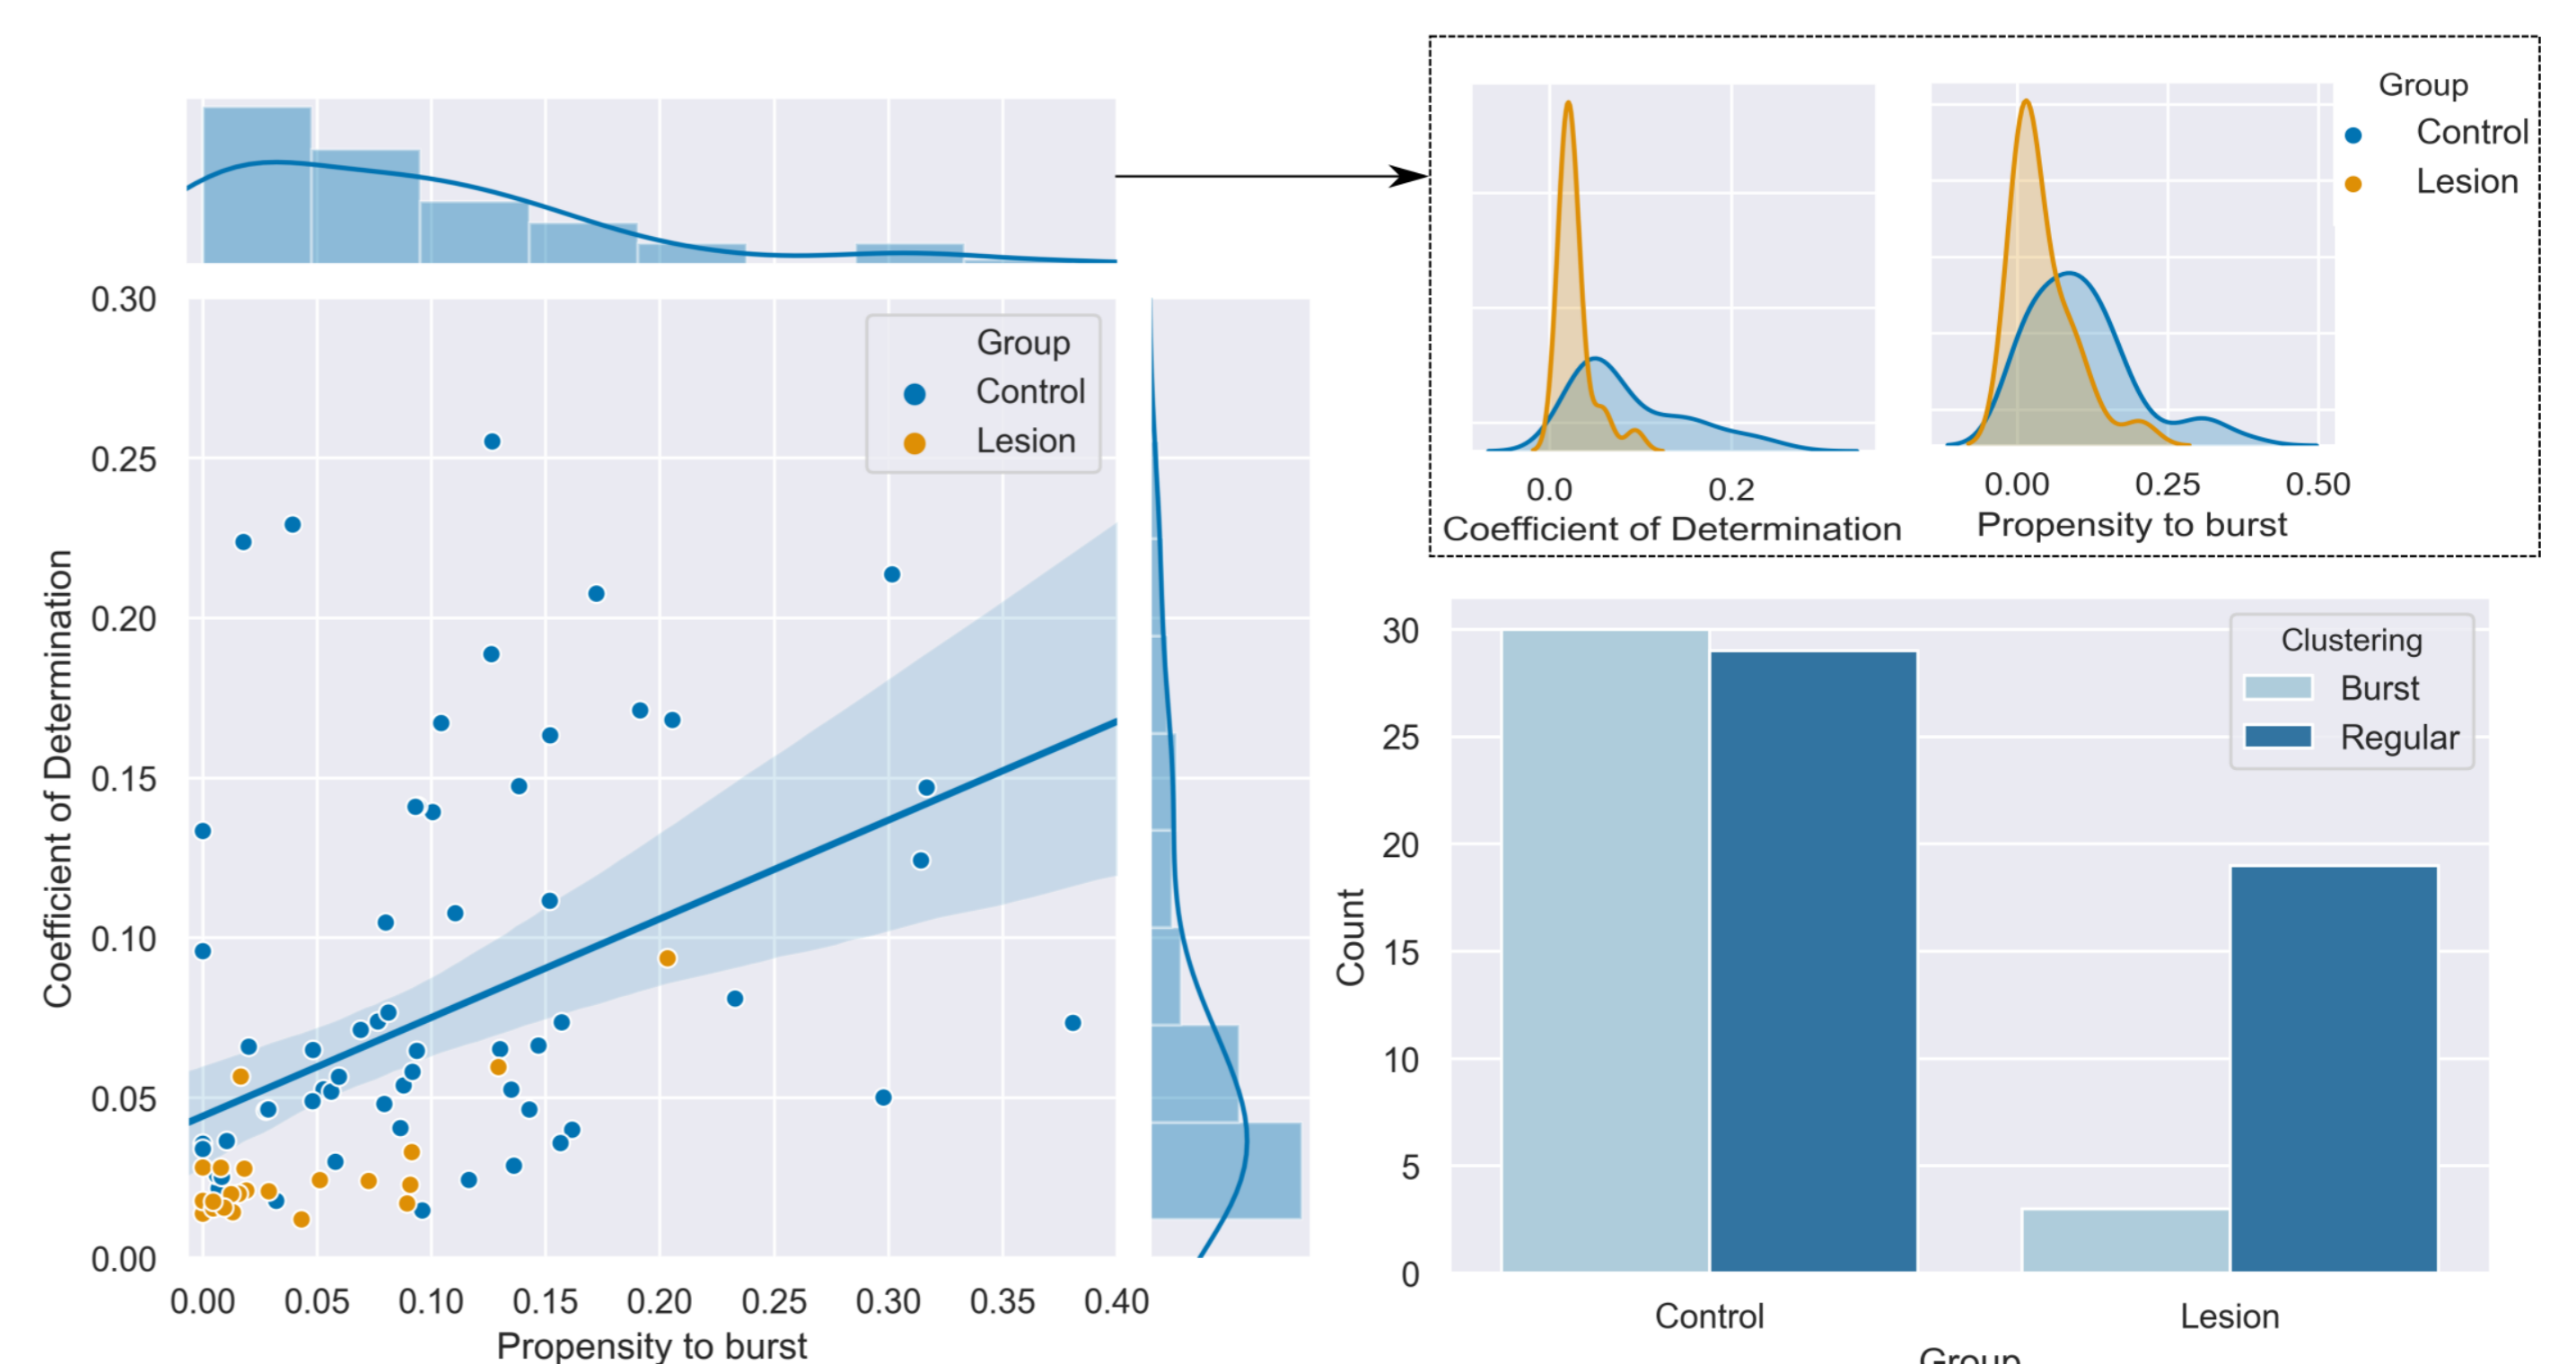 Group
Control
Lesion
0.0 0.2
Coefficient of Determination
0.00 0.25 0.50
Propensity to burst
0.30
0.25
0.20
0.15
0.10
0.05
0.00
Coefficient of Determination
Group
Control
Lesion
0.00 0.05 0.10 0.15 0.20 0.25 0.30 0.35 0.40
Propensity to burst
30
25
20
15
10
5
0
Count
Clustering
Burst
Regular
Control Lesion
Group